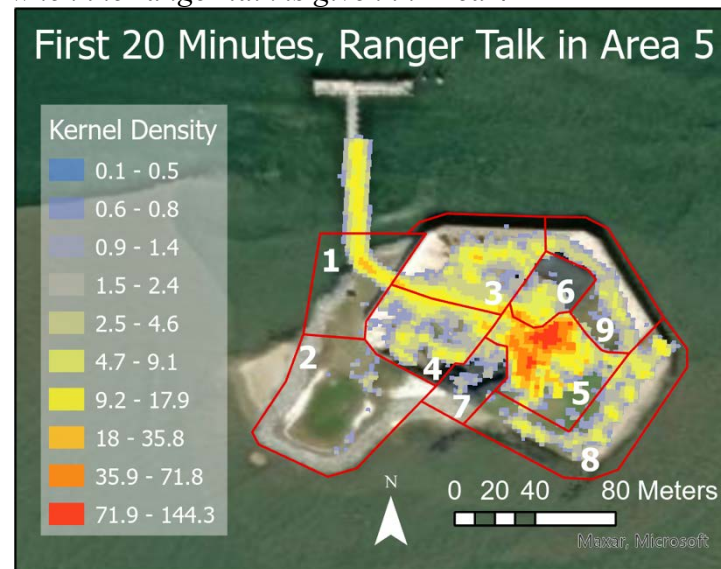 First 20 Minutes, Ranger Talk in Area 5
Kernel Density
0.1 - 0.5
0.6 - 0.8
0.9 - 1.4
1.5 - 2.4
2.5 - 4.6
4.7 - 9.1
9.2 - 17.9
18 - 35.8
35.9 - 71.8
71.9 - 144.3
1
2
3
4
5
6
7
8
9
N
0 20 40 80 Meters
Maxar, Microsoft